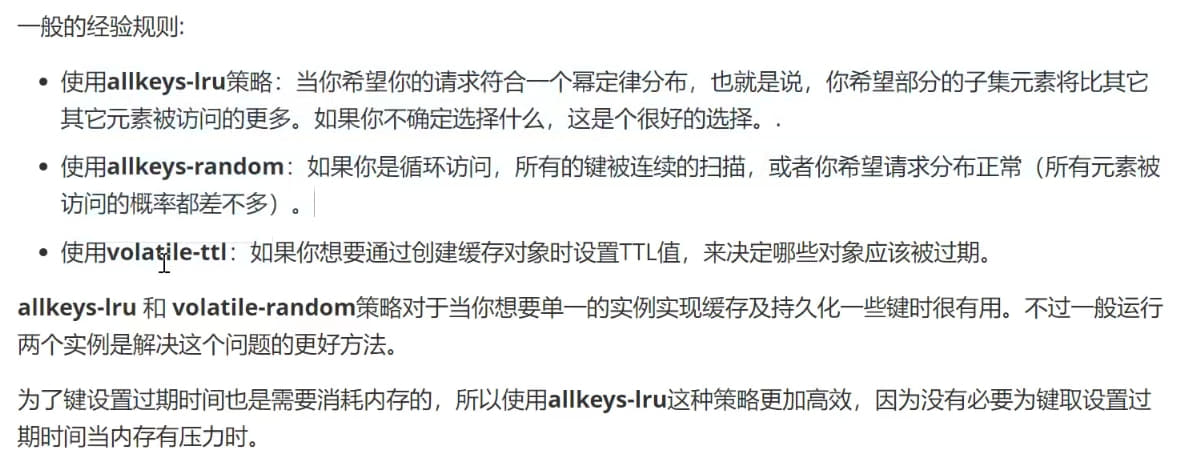 一般的经验规则:
使用allkeys-lru策略：当你希望你的请求符合一个幂定律分布，也就是说，你希望部分的子集元素将比其它
其它元素被访问的更多。如果你不确定选择什么，这是个很好的选择。.
使用allkeys-random：如果你是循环访问，所有的键被连续的扫描，或者你希望请求分布正常（所有元素被
访问的概率都差不多）。
使用volatile-ttl：如果你想要通过创建缓存对象时设置TTL值，来决定哪些对象应该被过期。
allkeys-lru 和 volatile-random策略对于当你想要单一的实例实现缓存及持久化一些键时很有用。不过一般运行
两个实例是解决这个问题的更好方法。
为了键设置过期时间也是需要消耗内存的，所以使用allkeys-lru这种策略更加高效，因为没有必要为键取设置过
期时间当内存有压力时。